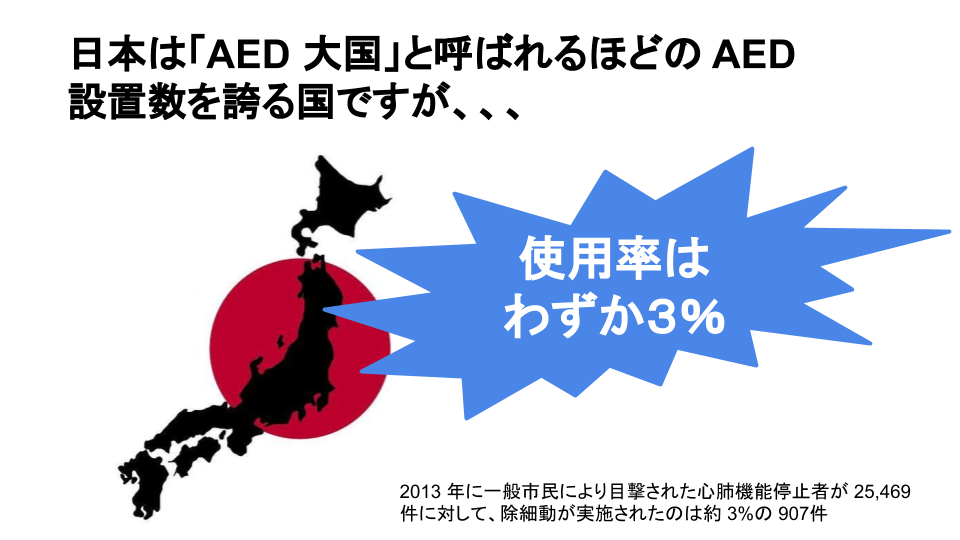 日本は「AED 大国」と呼ばれるほどの AED
設置数を誇る国ですが、、、
使用率は
わずか３％
2013 年に一般市民により目撃された心肺機能停止者が 25,469
件に対して、除細動が実施されたのは約 3%の 907件